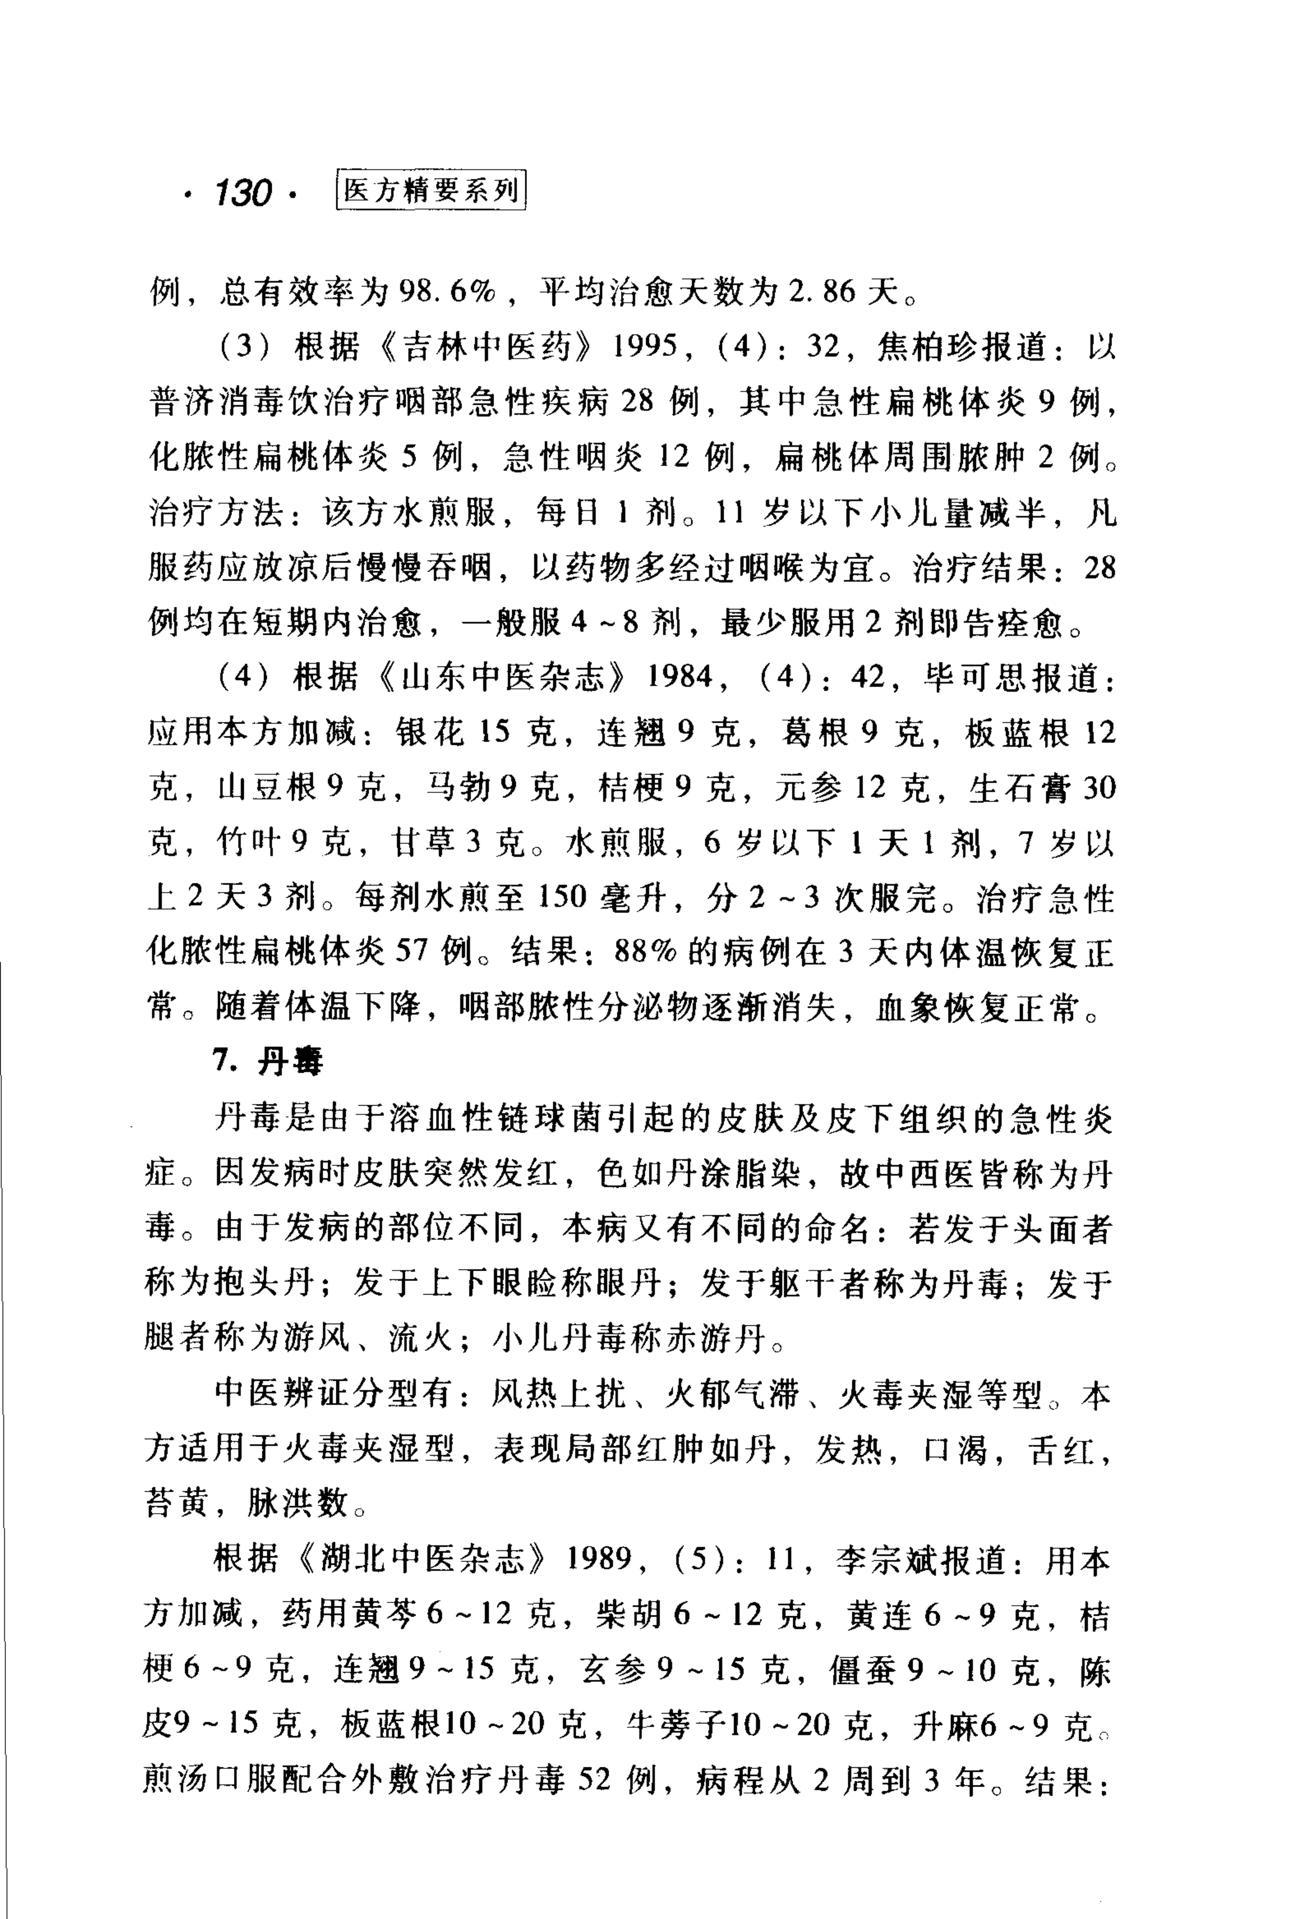 · 130 · 医方精要系列
例，总有效率为98.6%，平均治愈天数为2.86天。
（3）根据《吉林中医药》1995，（4）：32，焦柏珍报道：以
普济消毒饮治疗咽部急性疾病28例，其中急性扁桃体炎9例，
化脓性扁桃体炎5例，急性咽炎12例，扁桃体周围脓肿2例。
治疗方法：该方水煎服，每日1剂。11岁以下小儿量减半，凡
服药应放凉后慢慢吞咽，以药物多经过咽喉为宜。治疗结果：28
例均在短期内治愈，一般服4~8剂，最少服用2剂即告痊愈。
（4）根据《山东中医杂志》1984，（4）：42，毕可思报道：
应用本方加减：银花15克，连翘9克，葛根9克，板蓝根12
克，山豆根9克，马勃9克，桔梗9克，元参12克，生石膏30
克，竹叶9克，甘草3克。水煎服，6岁以下1天1剂，7岁以
上2天3剂。每剂水煎至150毫升，分2~3次服完。治疗急性
化脓性扁桃体炎57例。结果：88%的病例在3天内体温恢复正
常。随着体温下降，咽部脓性分泌物逐渐消失，血象恢复正常。
7. 丹毒
丹毒是由于溶血性链球菌引起的皮肤及皮下组织的急性炎
症。因发病时皮肤突然发红，色如丹涂脂染，故中西医皆称为丹
毒。由于发病的部位不同，本病又有不同的命名：若发于头面者
称为抱头丹；发于上下眼睑称眼丹；发于躯干者称为丹毒；发于
腿者称为游风、流火；小儿丹毒称赤游丹。
中医辨证分型有：风热上扰、火郁气滞、火毒夹湿等型。本
方适用于火毒夹湿型，表现局部红肿如丹，发热，口渴，舌红，
苔黄，脉洪数。
根据《湖北中医杂志》1989，（5）：11，李宗斌报道：用本
方加减，药用黄芩6~12克，柴胡6~12克，黄连6~9克，桔
梗6~9克，连翘9~15克，玄参9~15克，僵蚕9~10克，陈
皮9~15克，板蓝根10~20克，牛蒡子10~20克，升麻6~9克。
煎汤口服配合外敷治疗丹毒52例，病程从2周到3年。结果：